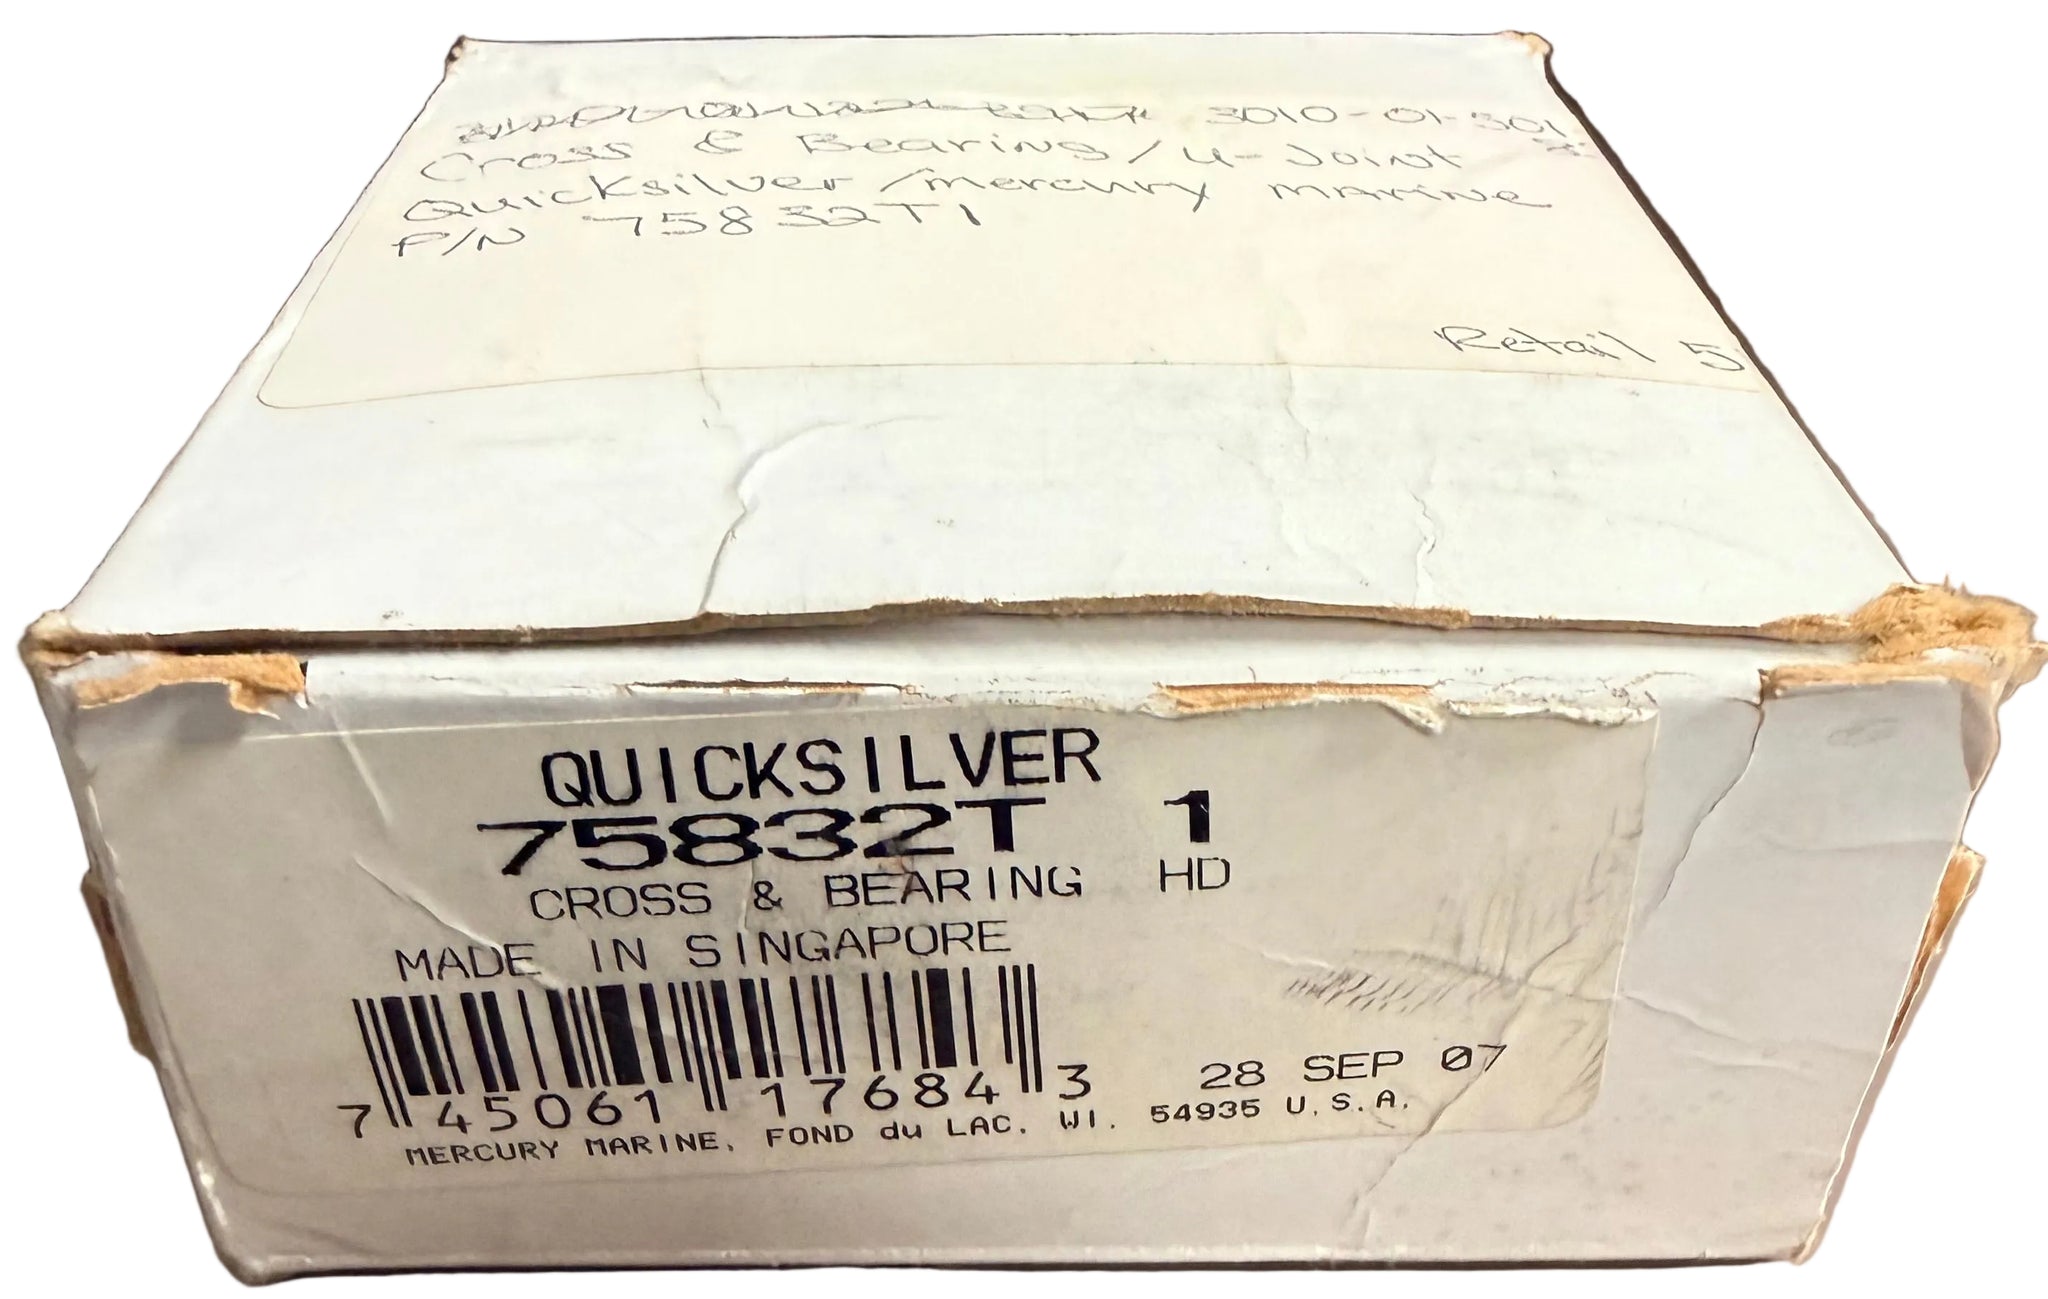 3010-01-301
Cross & Bearing/U-Joint
Quicksilver/mercury marine
P/N 75832T1
Retail 5
QUICKSILVER
75832T 1
CROSS & BEARING HD
MADE IN SINGAPORE
7 45061 17684 3
28 SEP 07
MERCURY MARINE, FOND du LAC. WI. 54935 U.S.A.